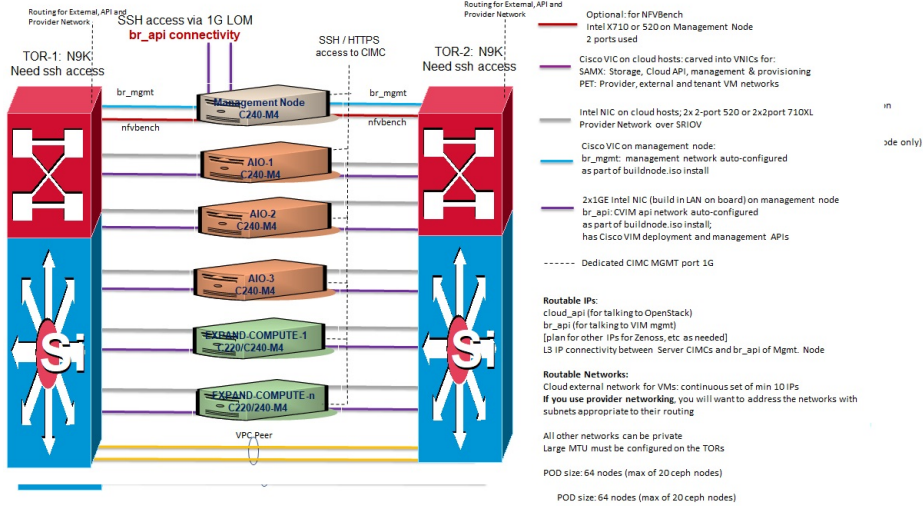 Routing for External, API and
Provider Network
SSH access via 1G LOM
br_api connectivity
SSH / HTTPS
access to CIMC
Routing for External, API and
Provider Network
TOR-1: N9K
Need ssh access
TOR-2: N9K
Need ssh access
br_mgmt
Management Node
C240-M4
br_mgmt
nfvbench
nfvbench
AIO-1
C240-M4
AIO-2
C240-M4
AIO-3
C240-M4
EXPAND-COMPUTE-1
C220/C240-M4
EXPAND-COMPUTE-n
C220/240-M4
VPC Peer
Si
Si
Optional: for NFVBench
Intel X710 or 520 on Management Node
2 ports used
Cisco VIC on cloud hosts: carved into VNICs for:
SAMX: Storage, Cloud API, management & provisioning
PET: Provider, external and tenant VM networks
Intel NIC on cloud hosts; 2x 2-port 520 or 2x2port 710XL
Provider Network over SRIOV
Cisco VIC on management node:
br_mgmt: management network auto-configured
as part of buildnode.iso install
2x1GE Intel NIC (build in LAN on board) on management node
br_api: CVIM api network auto-configured
as part of buildnode.iso install;
has Cisco VIM deployment and management APIs
Dedicated CIMC MGMT port 1G
on
ode only)
Routable IPs:
cloud_api (for talking to OpenStack)
br_api (for talking to VIM mgmt)
[plan for other IPs for Zenoss, etc as needed]
L3 IP connectivity between Server CIMCs and br_api of Mgmt. Node
Routable Networks:
Cloud external network for VMs: continuous set of min 10 IPs
If you use provider networking, you will want to address the networks with
subnets appropriate to their routing
All other networks can be private
Large MTU must be configured on the TORs
POD size: 64 nodes (max of 20 ceph nodes)
POD size: 64 nodes (max of 20 ceph nodes)